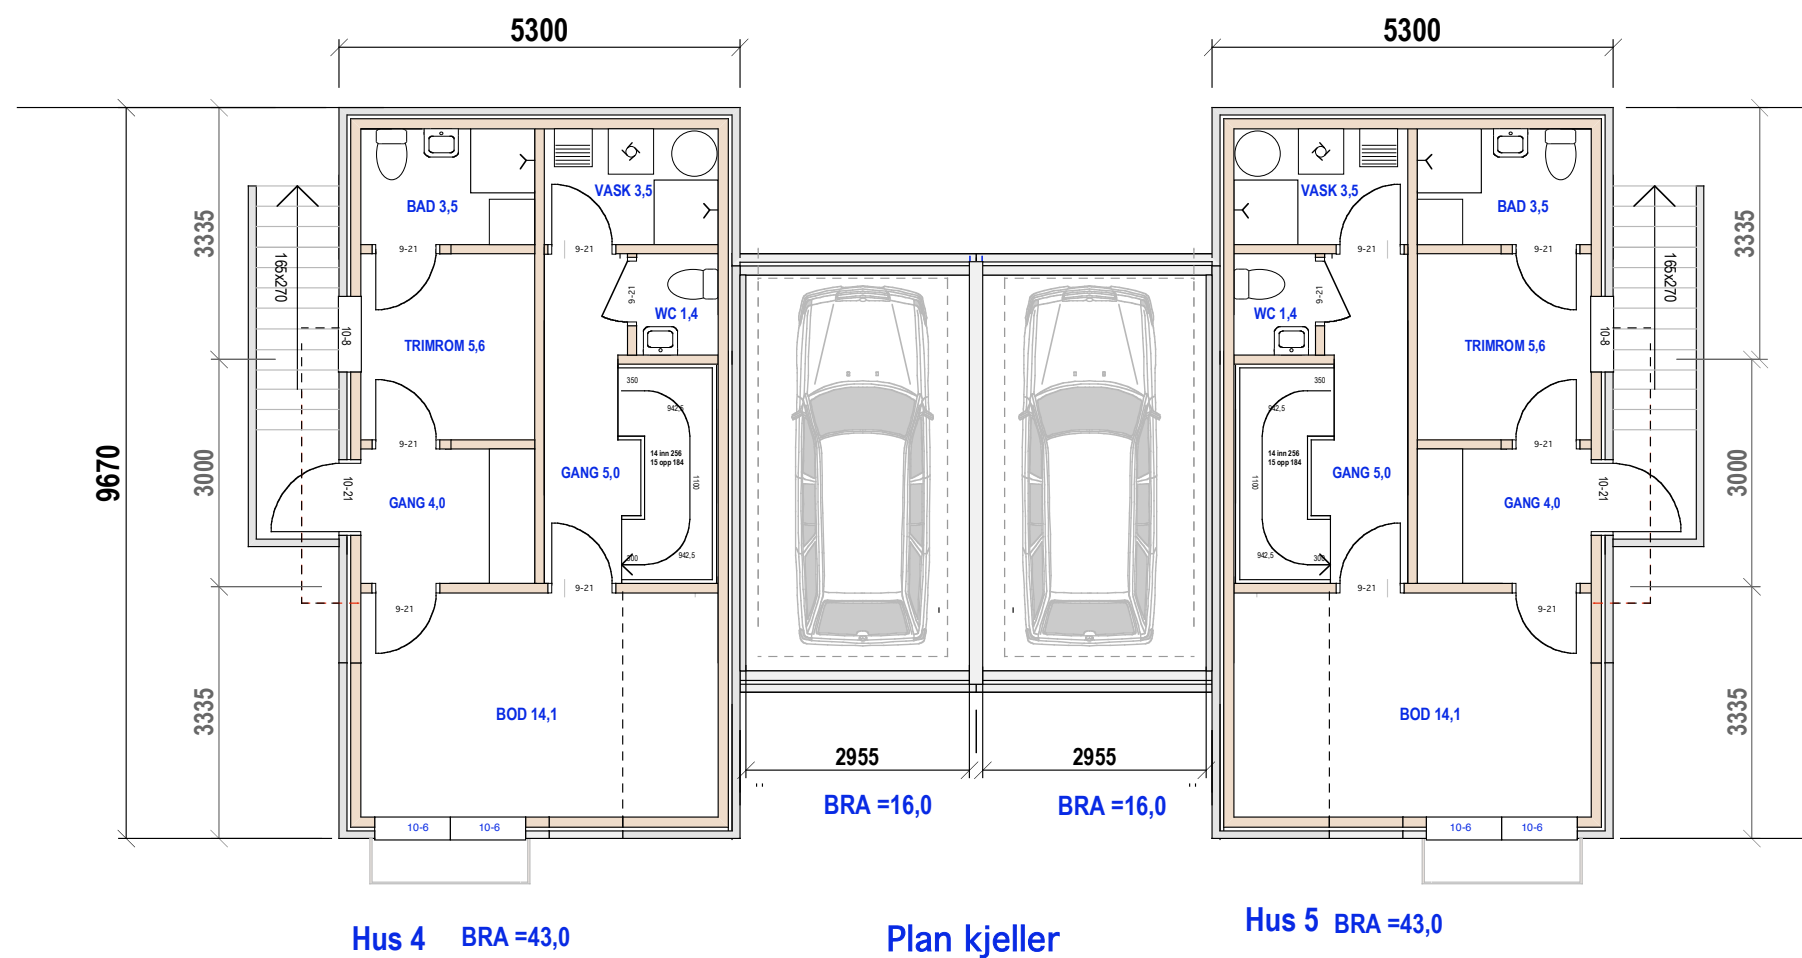 5300
5300
VASK 3,5
VASK 3,5
BAD 3,5
BAD 3,5
3335
3335
9-21
9-21
9-21
9-21
165x270
165x270
9-21
9-21
WC 1,4
WC 1,4
10-8
10-8
TRIMROM 5,6
TRIMROM 5,6
350
350
942,5
942,5
9-21
9-21
14 inn 256
15 opp 184
14 inn 256
15 opp 184
9670
3000
3000
GANG 5,0
GANG 5,0
10-21
10-21
1100
1100
GANG 4,0
GANG 4,0
300
942,5
942,5
300
9-21
9-21
9-21
9-21
3335
3335
BOD 14,1
BOD 14,1
2955
2955
BRA =16,0
BRA =16,0
10-6
10-6
10-6
10-6
Hus 4
BRA =43,0
Plan kjeller
Hus 5
BRA =43,0